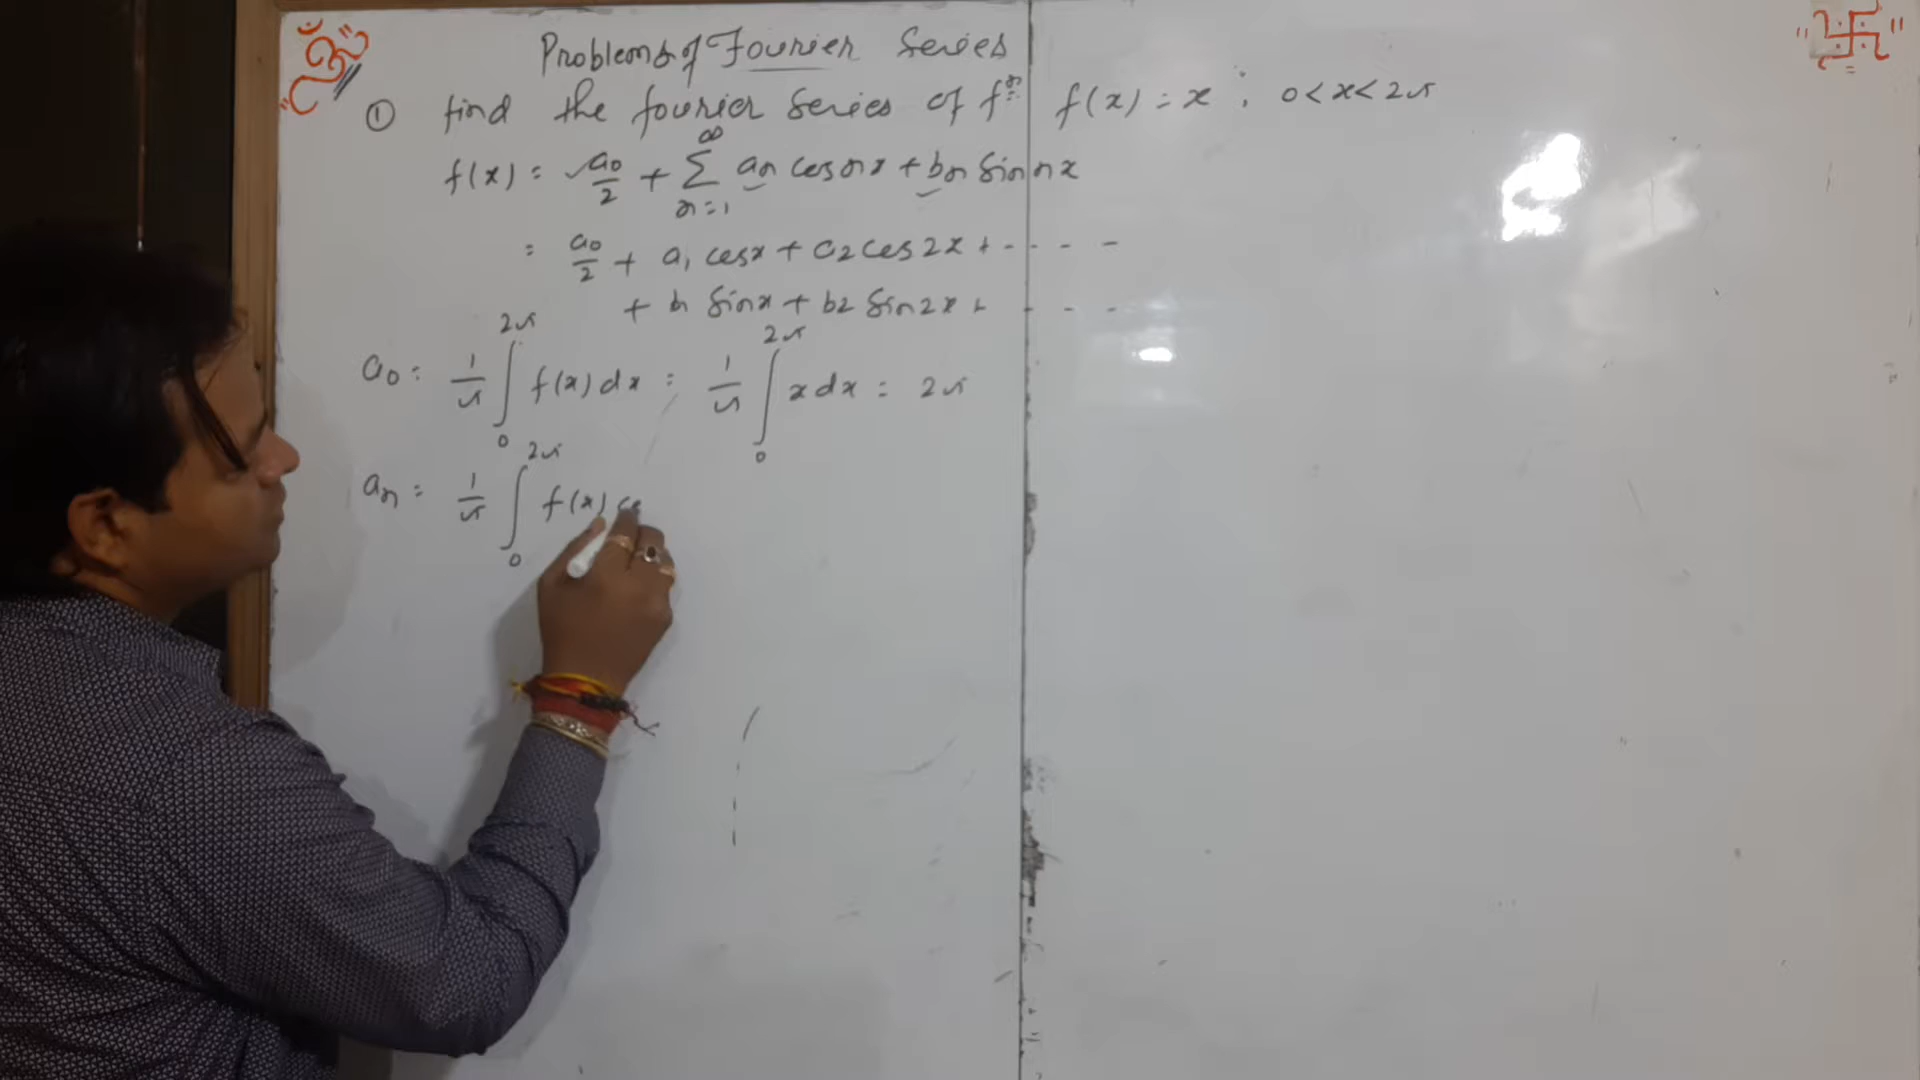 ॐ
Problems of Fourier Series
① find the fourier series of fⁿ f(x) = x ; 0 < x < 2π
f(x) = a₀/2 + ∑_{n=1}^{∞} aₙ cos nx + bₙ sin nx
= a₀/2 + a₁ cosx + a₂ cos2x + - - - -
+ b₁ sinx + b₂ sin2x + - - -
a₀ = 1/π ∫₀^{2π} f(x) dx = 1/π ∫₀^{2π} x dx = 2π
aₙ = 1/π ∫₀^{2π} f(x) co